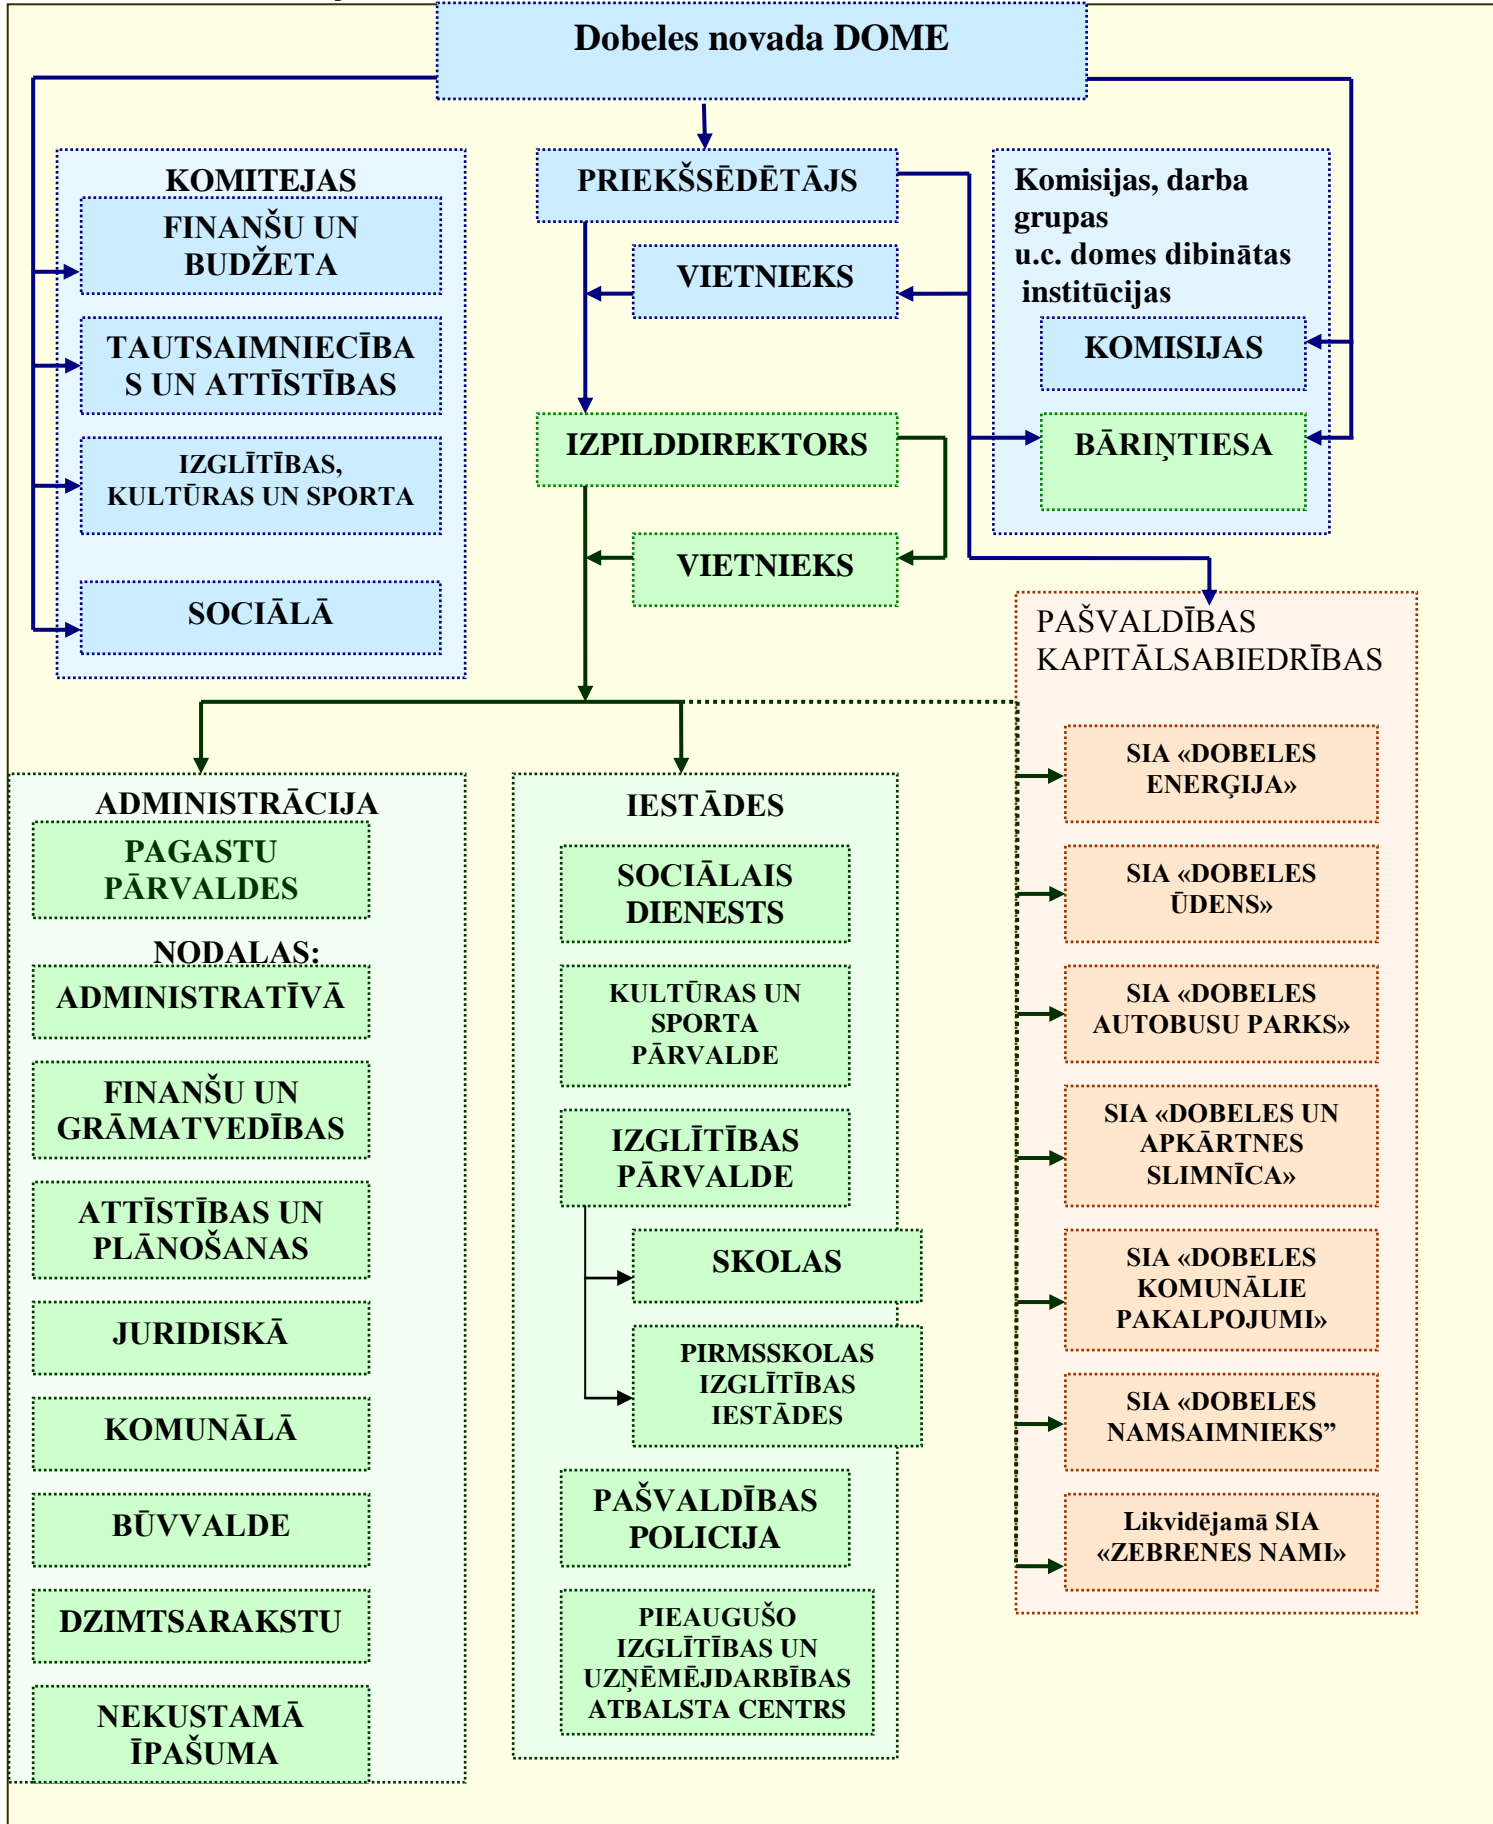 Dobeles novada DOME
KOMITEJAS
FINANŠU UN
BUDŽETA
TAUTSAIMNIECĪBA
S UN ATTĪSTĪBAS
IZGLĪTĪBAS,
KULTŪRAS UN SPORTA
SOCIĀLĀ
PRIEKŠSĒDĒTĀJS
VIETNIEKS
IZPILDDIREKTORS
VIETNIEKS
Komisijas, darba
grupas
u.c. domes dibinātas
institūcijas
KOMISIJAS
BĀRIŅTIESA
PAŠVALDĪBAS
KAPITĀLSABIEDRĪBAS
SIA «DOBELES
ENERĢIJA»
SIA «DOBELES
ŪDENS»
SIA «DOBELES
AUTOBUSU PARKS»
SIA «DOBELES UN
APKĀRTNES
SLIMNĪCA»
SIA «DOBELES
KOMUNĀLIE
PAKALPOJUMI»
SIA «DOBELES
NAMSAIMNIEKS”
Likvidējamā SIA
«ZEBRENES NAMI»
ADMINISTRĀCIJA
PAGASTU
PĀRVALDES
NODALAS:
ADMINISTRATĪVĀ
FINANŠU UN
GRĀMATVEDĪBAS
ATTĪSTĪBAS UN
PLĀNOŠANAS
JURIDISKĀ
KOMUNĀLĀ
BŪVVALDE
DZIMTSARAKSTU
NEKUSTAMĀ
ĪPAŠUMA
IESTĀDES
SOCIĀLAIS
DIENESTS
KULTŪRAS UN
SPORTA
PĀRVALDE
IZGLĪTĪBAS
PĀRVALDE
SKOLAS
PIRMSSKOLAS
IZGLĪTĪBAS
IESTĀDES
PAŠVALDĪBAS
POLICIJA
PIEAUGUŠO
IZGLĪTĪBAS UN
UZŅĒMĒJDARBĪBAS
ATBALSTA CENTRS